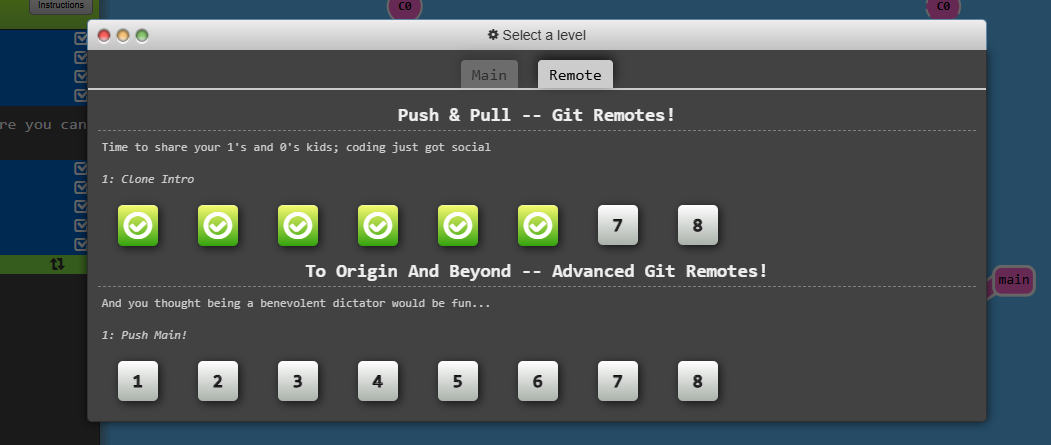 Instructions
C0
C0
Select a level
Main
Remote
Push & Pull -- Git Remotes!
re you can
Time to share your 1's and 0's kids; coding just got social
1: Clone Intro
7
8
To Origin And Beyond -- Advanced Git Remotes!
main
And you thought being a benevolent dictator would be fun...
1: Push Main!
1
2
3
4
5
6
7
8